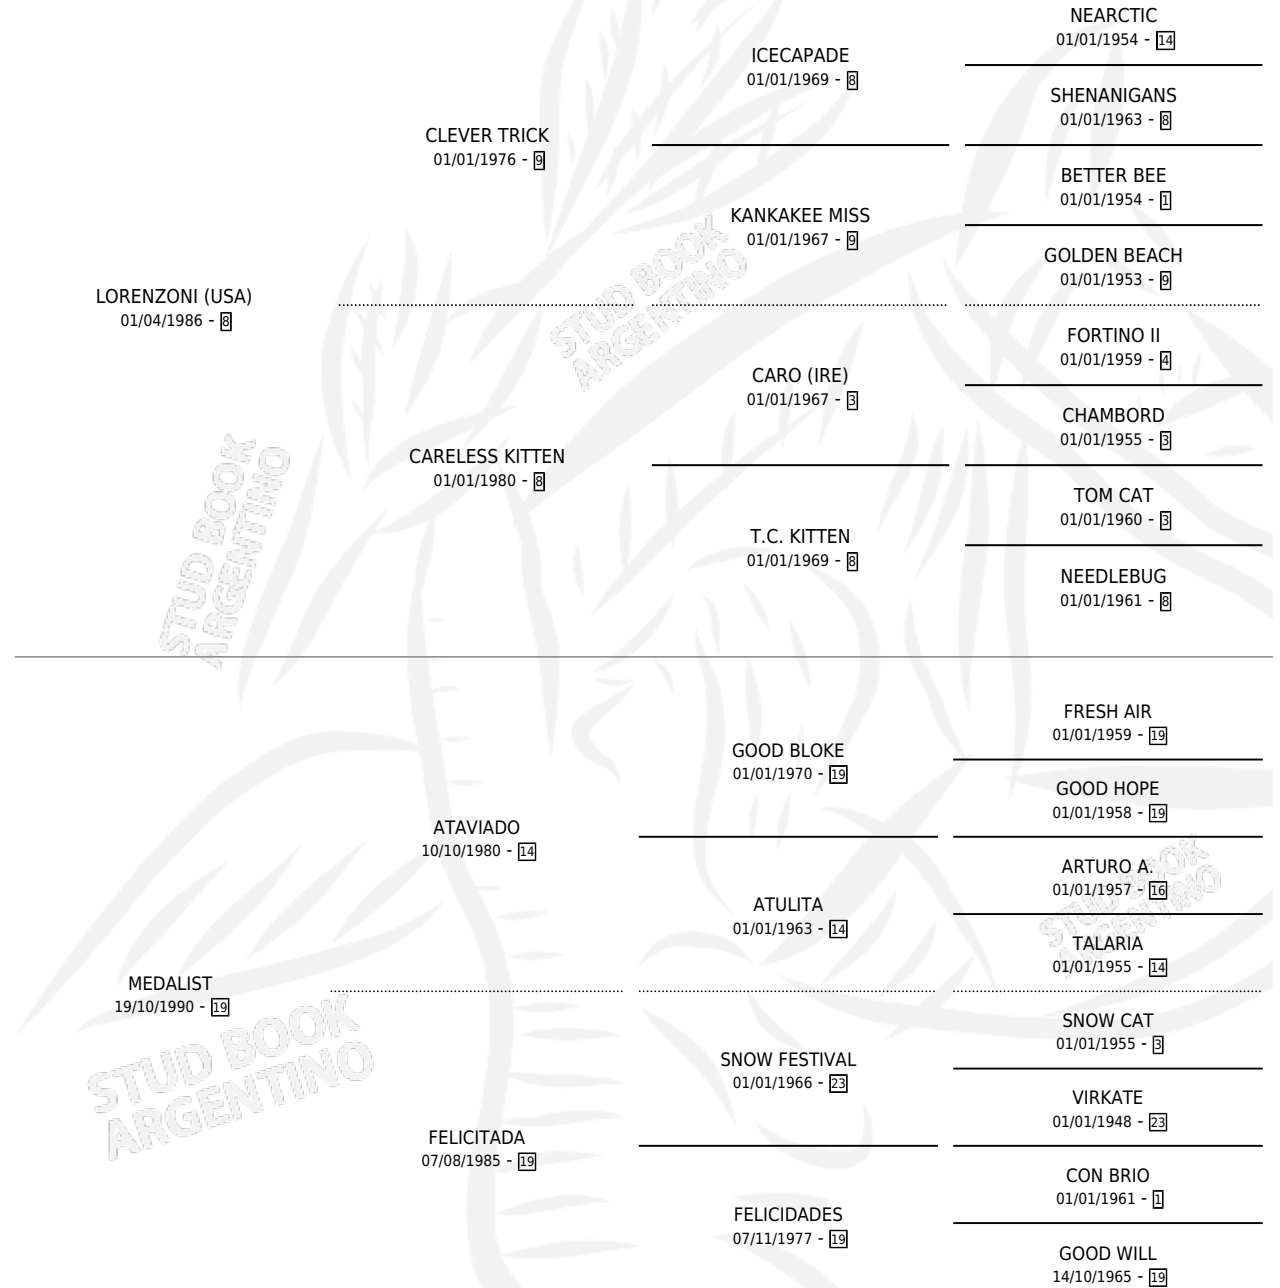 NEARCTIC
01/01/1954 - 14
ICECAPADE
01/01/1969 - 8
SHENANIGANS
01/01/1963 - 8
CLEVER TRICK
01/01/1976 - 9
BETTER BEE
01/01/1954 - 1
KANKAKEE MISS
01/01/1967 - 9
GOLDEN BEACH
01/01/1953 - 9
LORENZONI (USA)
01/04/1986 - 8
STUD BOOK
ARGENTINO
FORTINO II
01/01/1959 - 4
CARO (IRE)
01/01/1967 - 3
CHAMBORD
01/01/1955 - 3
CARELESS KITTEN
01/01/1980 - 8
TOM CAT
01/01/1960 - 3
T.C. KITTEN
01/01/1969 - 8
NEEDLEBUG
01/01/1961 - 8
STUD BOOK
ARGENTINO
FRESH AIR
01/01/1959 - 19
GOOD BLOKE
01/01/1970 - 19
GOOD HOPE
01/01/1958 - 19
ATAVIADO
10/10/1980 - 14
ARTURO A.
01/01/1957 - 16
ATULITA
01/01/1963 - 14
STUD BOOK
ARGENTINO
TALARIA
01/01/1955 - 14
MEDALIST
19/10/1990 - 19
SNOW CAT
01/01/1955 - 3
SNOW FESTIVAL
01/01/1966 - 23
STUD BOOK
ARGENTINO
VIRKATE
01/01/1948 - 23
FELICITADA
07/08/1985 - 19
CON BRIO
01/01/1961 - 1
FELICIDADES
07/11/1977 - 19
GOOD WILL
14/10/1965 - 19